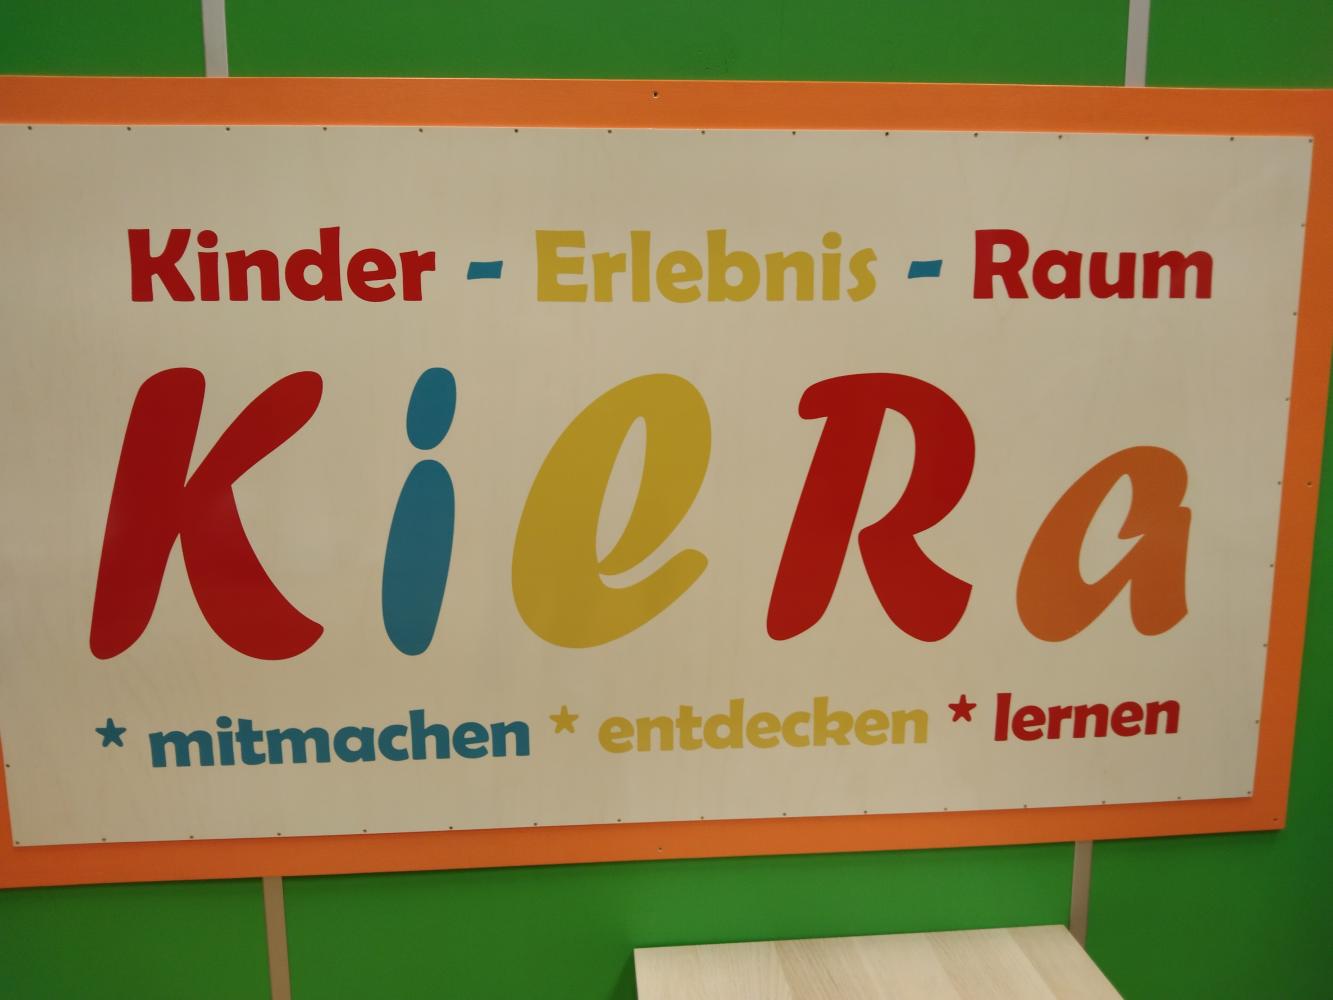 Kinder - Erlebnis - Raum
KieRa
* mitmachen * entdecken * lernen